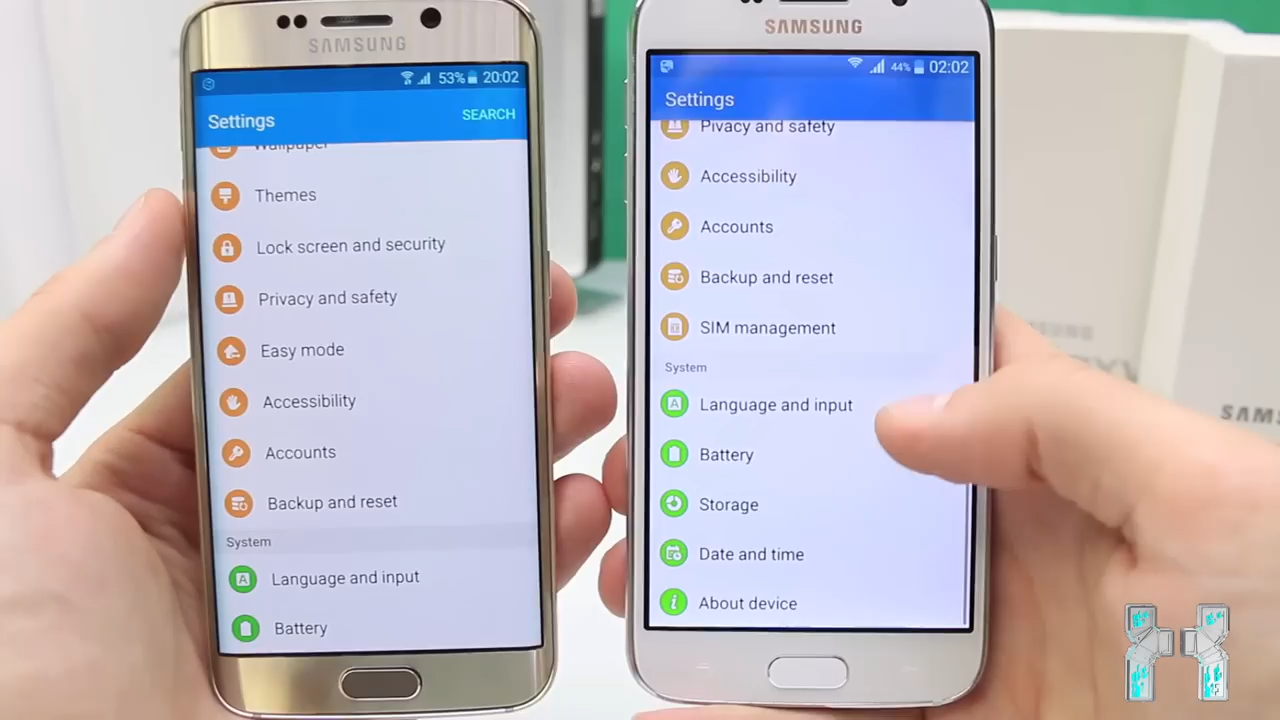 SAMSUNG
53% 20:02
Settings
SEARCH
Wallpaper
Themes
Lock screen and security
Privacy and safety
Easy mode
Accessibility
Accounts
Backup and reset
System
Language and input
Battery
SAMSUNG
44% 02:02
Settings
Privacy and safety
Accessibility
Accounts
Backup and reset
SIM management
System
Language and input
Battery
Storage
Date and time
About device